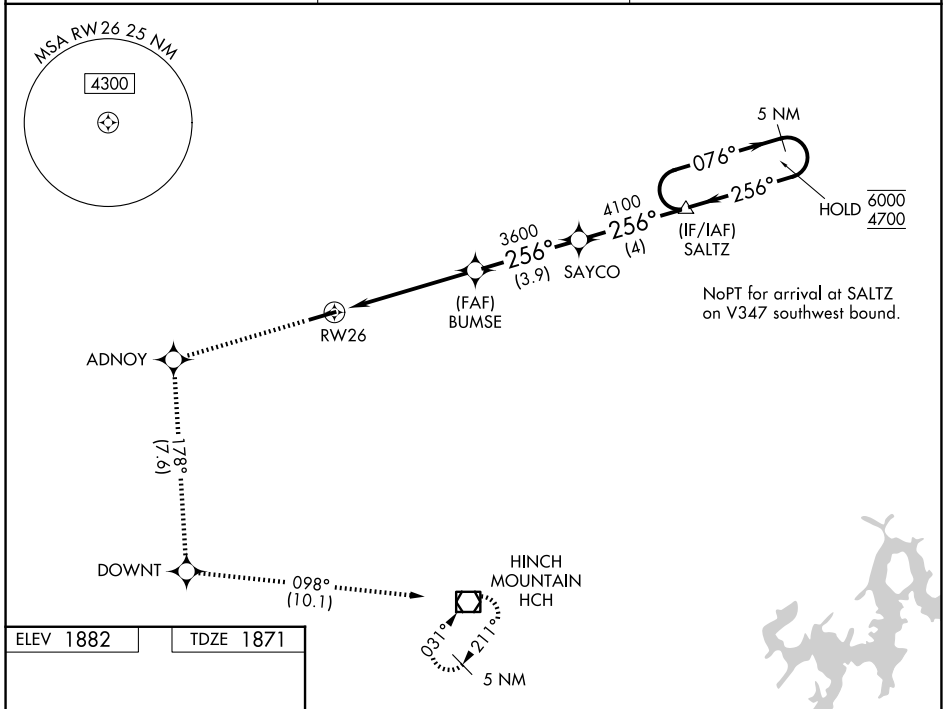 MSA RW26 25 NM
4300
5 NM
076°
256°
HOLD 6000
4700
4100
256°
(4)
(IF/IAF)
SALTZ
3600
256°
(3.9)
SAYCO
(FAF)
BUMSE
NoPT for arrival at SALTZ
on V347 southwest bound.
RW26
ADNOY
178°
(7.6)
DOWNT
098°
(10.1)
HINCH
MOUNTAIN
HCH
031°
211°
5 NM
ELEV 1882
TDZE 1871